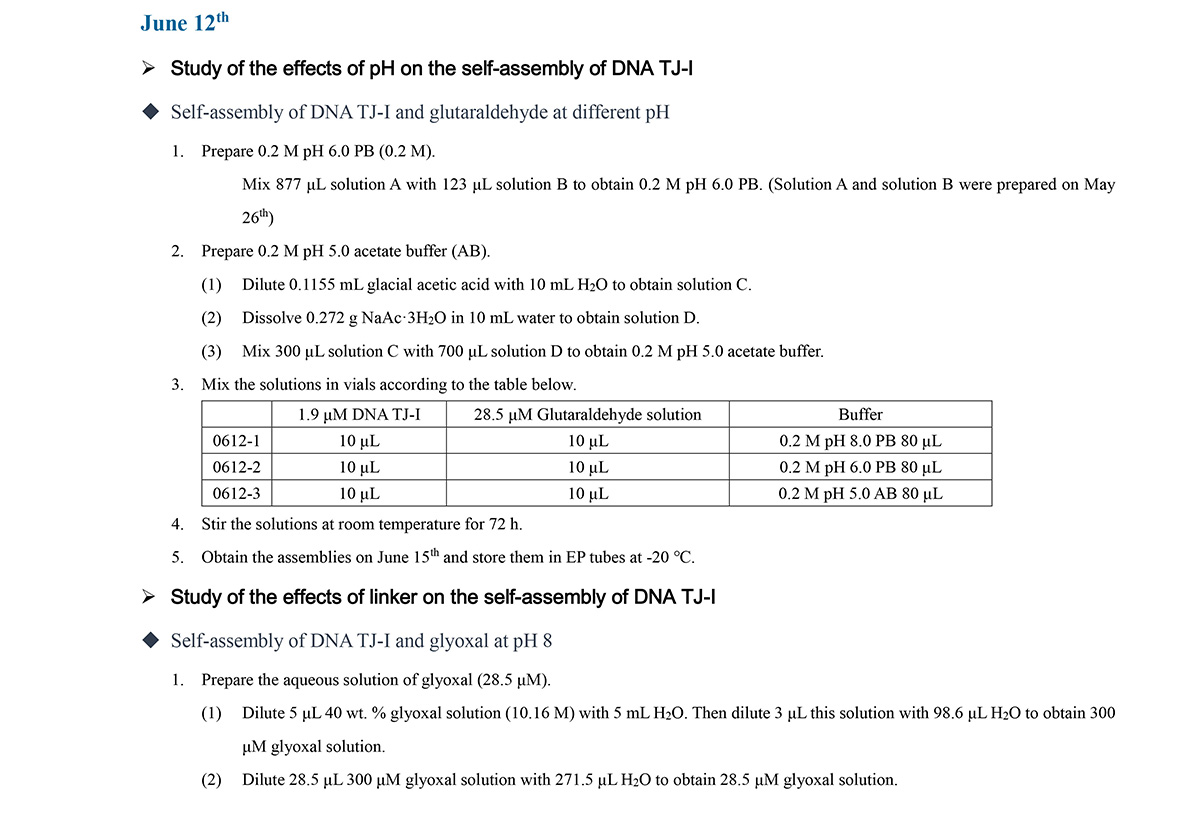 June 12th
➢ Study of the effects of pH on the self-assembly of DNA TJ-I
◆ Self-assembly of DNA TJ-I and glutaraldehyde at different pH
1. Prepare 0.2 M pH 6.0 PB (0.2 M).
Mix 877 μL solution A with 123 μL solution B to obtain 0.2 M pH 6.0 PB. (Solution A and solution B were prepared on May
26th)
2. Prepare 0.2 M pH 5.0 acetate buffer (AB).
(1) Dilute 0.1155 mL glacial acetic acid with 10 mL H2O to obtain solution C.
(2) Dissolve 0.272 g NaAc·3H2O in 10 mL water to obtain solution D.
(3) Mix 300 μL solution C with 700 μL solution D to obtain 0.2 M pH 5.0 acetate buffer.
3. Mix the solutions in vials according to the table below.
1.9 μM DNA TJ-I 28.5 μM Glutaraldehyde solution Buffer
0612-1 10 μL 10 μL 0.2 M pH 8.0 PB 80 μL
0612-2 10 μL 10 μL 0.2 M pH 6.0 PB 80 μL
0612-3 10 μL 10 μL 0.2 M pH 5.0 AB 80 μL
4. Stir the solutions at room temperature for 72 h.
5. Obtain the assemblies on June 15th and store them in EP tubes at -20 ℃.
➢ Study of the effects of linker on the self-assembly of DNA TJ-I
◆ Self-assembly of DNA TJ-I and glyoxal at pH 8
1. Prepare the aqueous solution of glyoxal (28.5 μM).
(1) Dilute 5 μL 40 wt. % glyoxal solution (10.16 M) with 5 mL H2O. Then dilute 3 μL this solution with 98.6 μL H2O to obtain 300
μM glyoxal solution.
(2) Dilute 28.5 μL 300 μM glyoxal solution with 271.5 μL H2O to obtain 28.5 μM glyoxal solution.